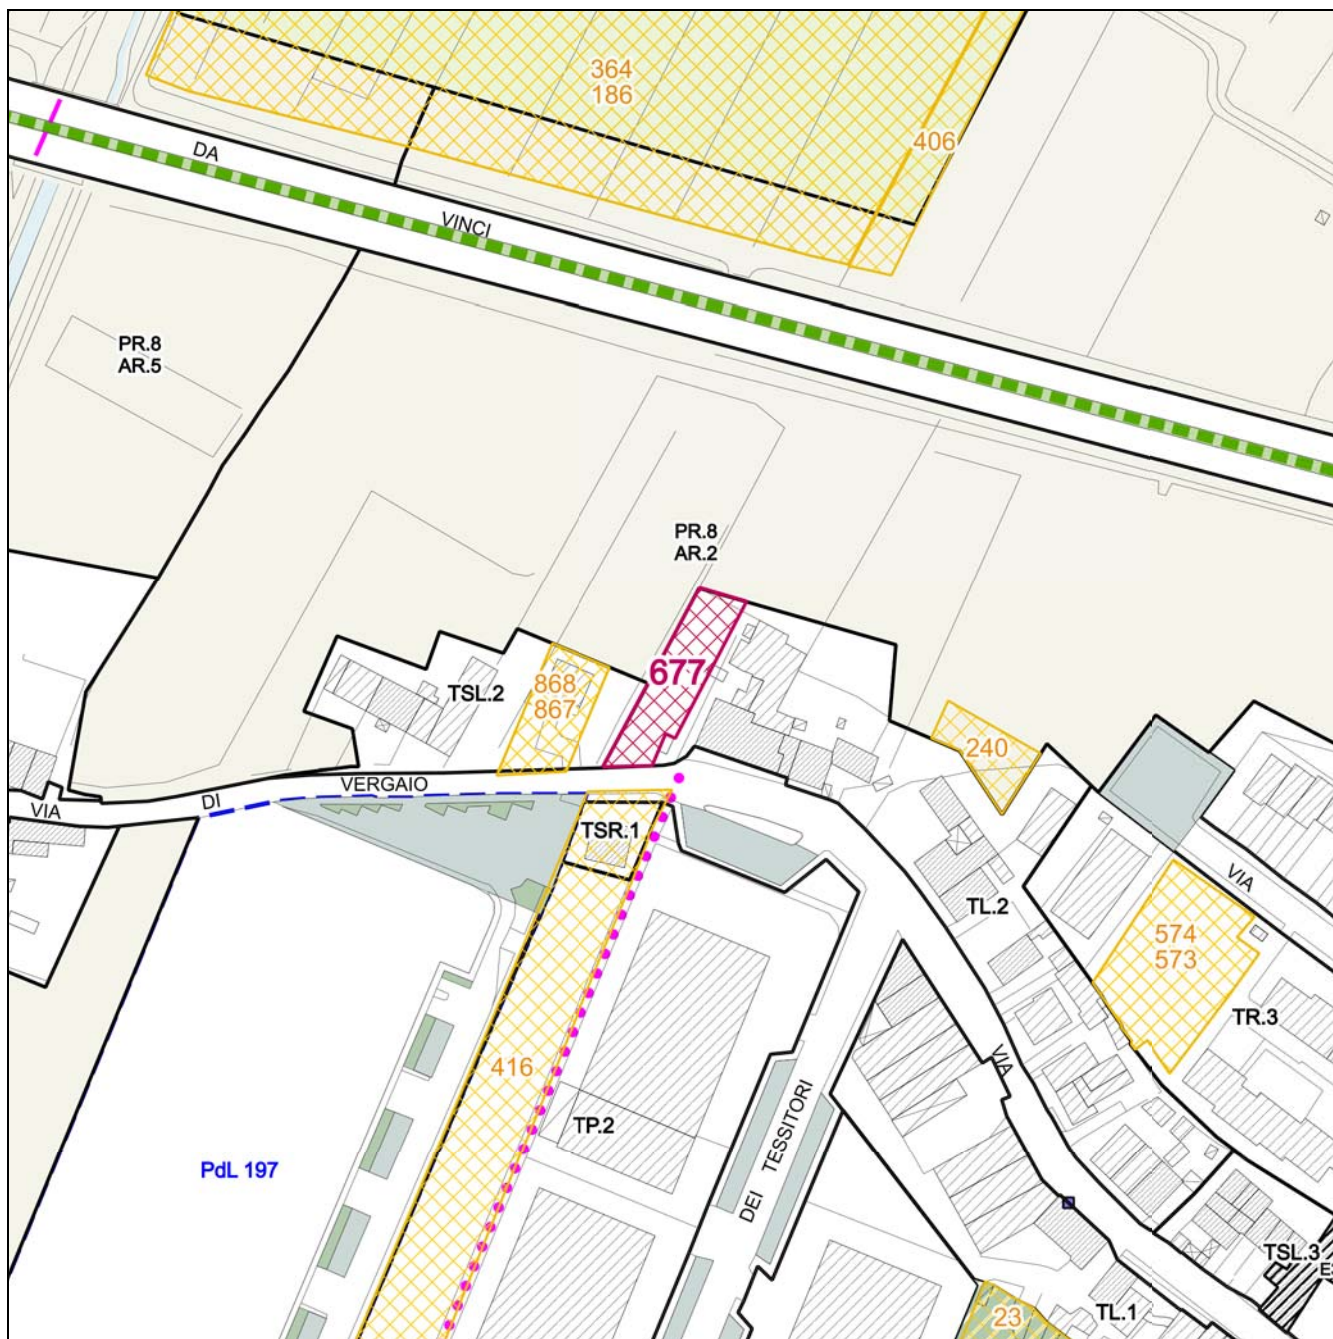 364
186
406
DA
VINCI
PR.8
AR.5
PR.8
AR.2
677
868
867
TSL.2
240
VERGAIO
DI
VIA
TSR.1
VIA
TL.2
574
573
TR.3
416
VIA
TP.2
DEI TESSITORI
PdL 197
TSL.3
23
TL.1